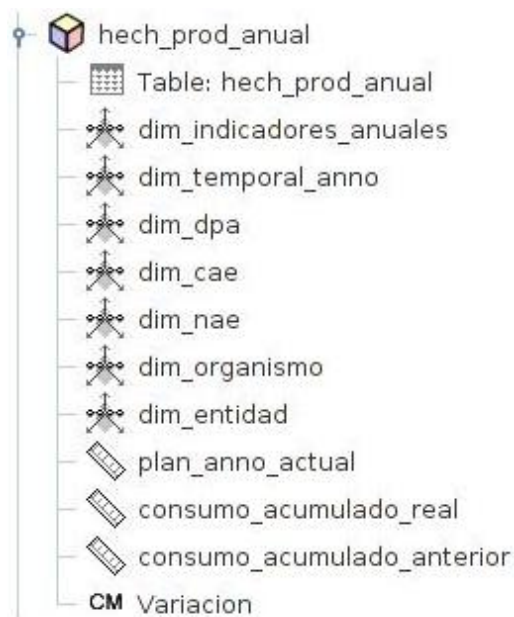 hech_prod_anual
Table: hech_prod_anual
dim_indicadores_anuales
dim_temporal_anno
dim_dpa
dim_cae
dim_nae
dim_organismo
dim_entidad
plan_anno_actual
consumo_acumulado_real
consumo_acumulado_anterior
CM Variacion